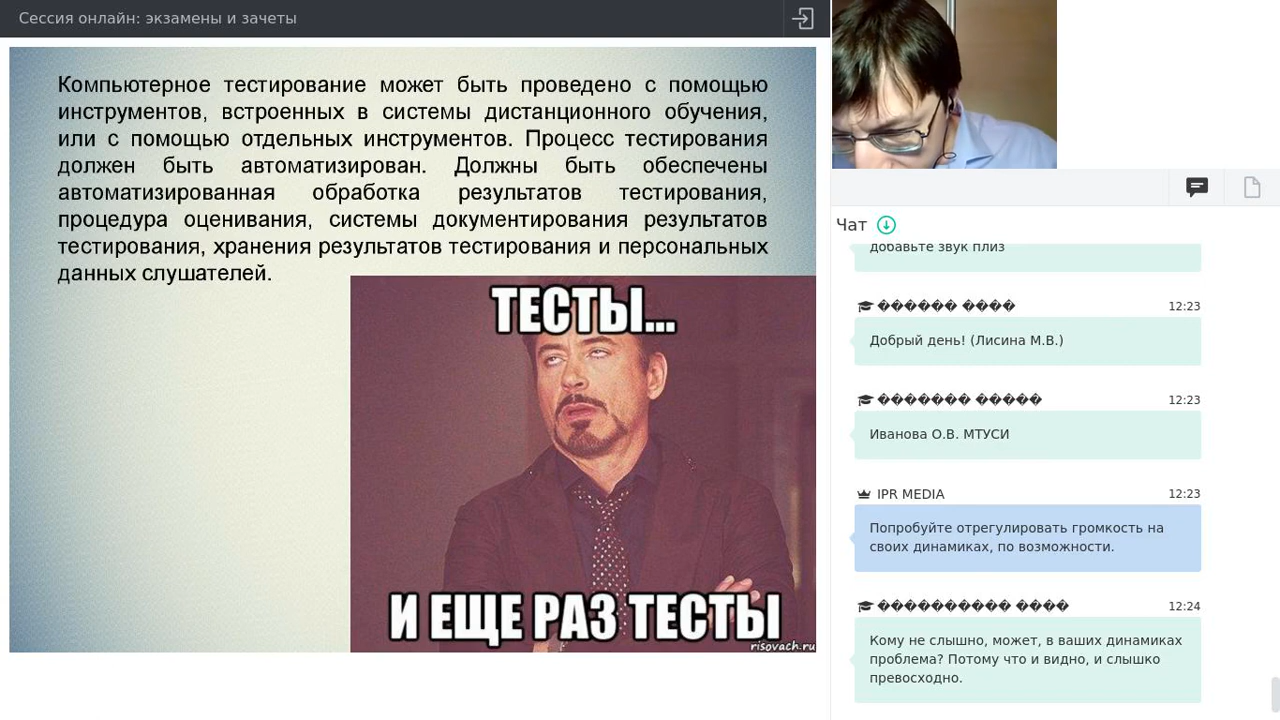 Сессия онлайн: экзамены и зачеты
Компьютерное тестирование может быть проведено с помощью
инструментов, встроенных в системы дистанционного обучения,
или с помощью отдельных инструментов. Процесс тестирования
должен быть автоматизирован. Должны быть обеспечены
автоматизированная обработка результатов тестирования,
процедура оценивания, системы документирования результатов
тестирования, хранения результатов тестирования и персональных
данных слушателей.
ТЕСТЫ...
И ЕЩЕ РАЗ ТЕСТЫ
risovach.ru
Чат
добавьте звук плиз
������ ���� 12:23
Добрый день! (Лисина М.В.)
������� ����� 12:23
Иванова О.В. МТУСИ
IPR MEDIA 12:23
Попробуйте отрегулировать громкость на
своих динамиках, по возможности.
���������� ���� 12:24
Кому не слышно, может, в ваших динамиках
проблема? Потому что и видно, и слышко
превосходно.